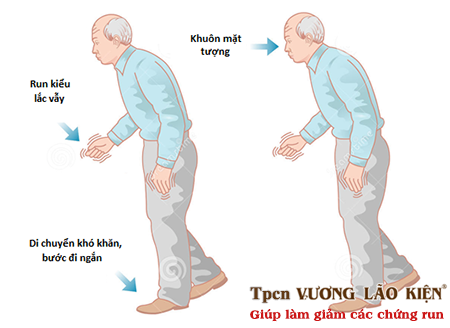 Khuôn mặt
tượng
Run kiểu
lắc vẫy
Di chuyển khó khăn,
bước đi ngắn
Tpcn VƯƠNG LÃO KIỆN®
Giúp làm giảm các chứng run